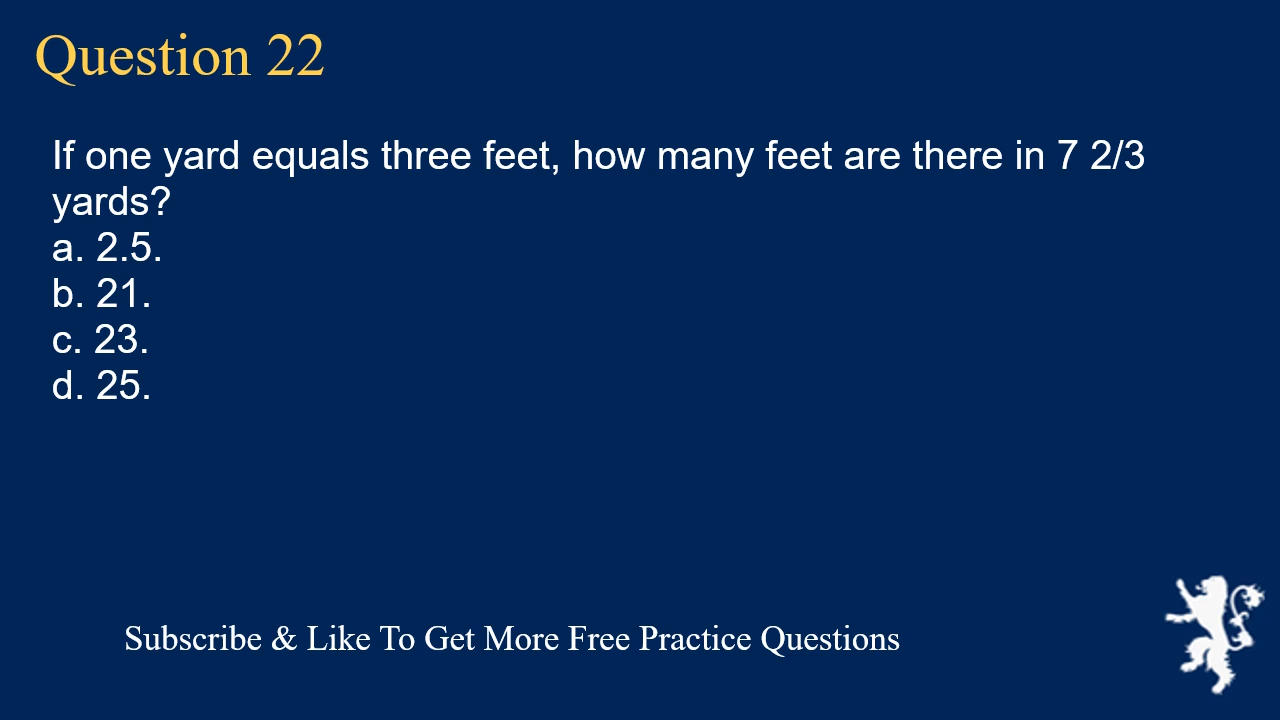 Question 22
If one yard equals three feet, how many feet are there in 7 2/3
yards?
a. 2.5.
b. 21.
c. 23.
d. 25.
Subscribe & Like To Get More Free Practice Questions